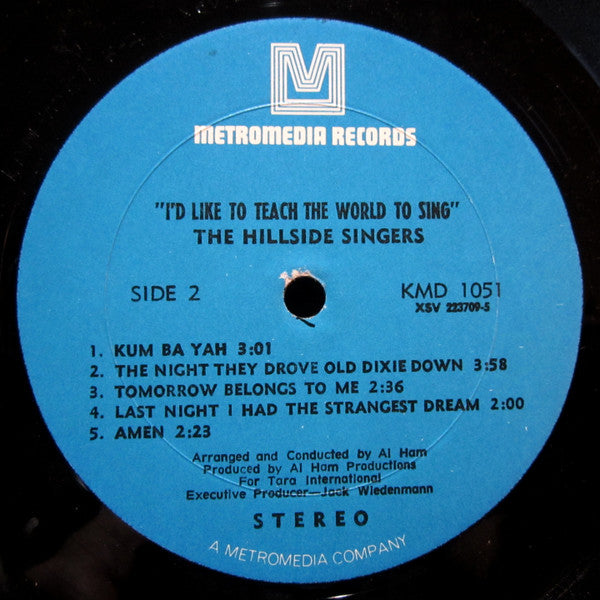 M
METROMEDIA RECORDS
"I'D LIKE TO TEACH THE WORLD TO SING"
THE HILLSIDE SINGERS
SIDE 2
KMD 1051
XSV 223709-5
1. KUM BA YAH 3:01
2. THE NIGHT THEY DROVE OLD DIXIE DOWN 3:58
3. TOMORROW BELONGS TO ME 2:36
4. LAST NIGHT I HAD THE STRANGEST DREAM 2:00
5. AMEN 2:23
Arranged and Conducted by Al Ham
Produced by Al Ham Productions
For Tara International
Executive Producer—Jack Wiedenmann
STEREO
A METROMEDIA COMPANY